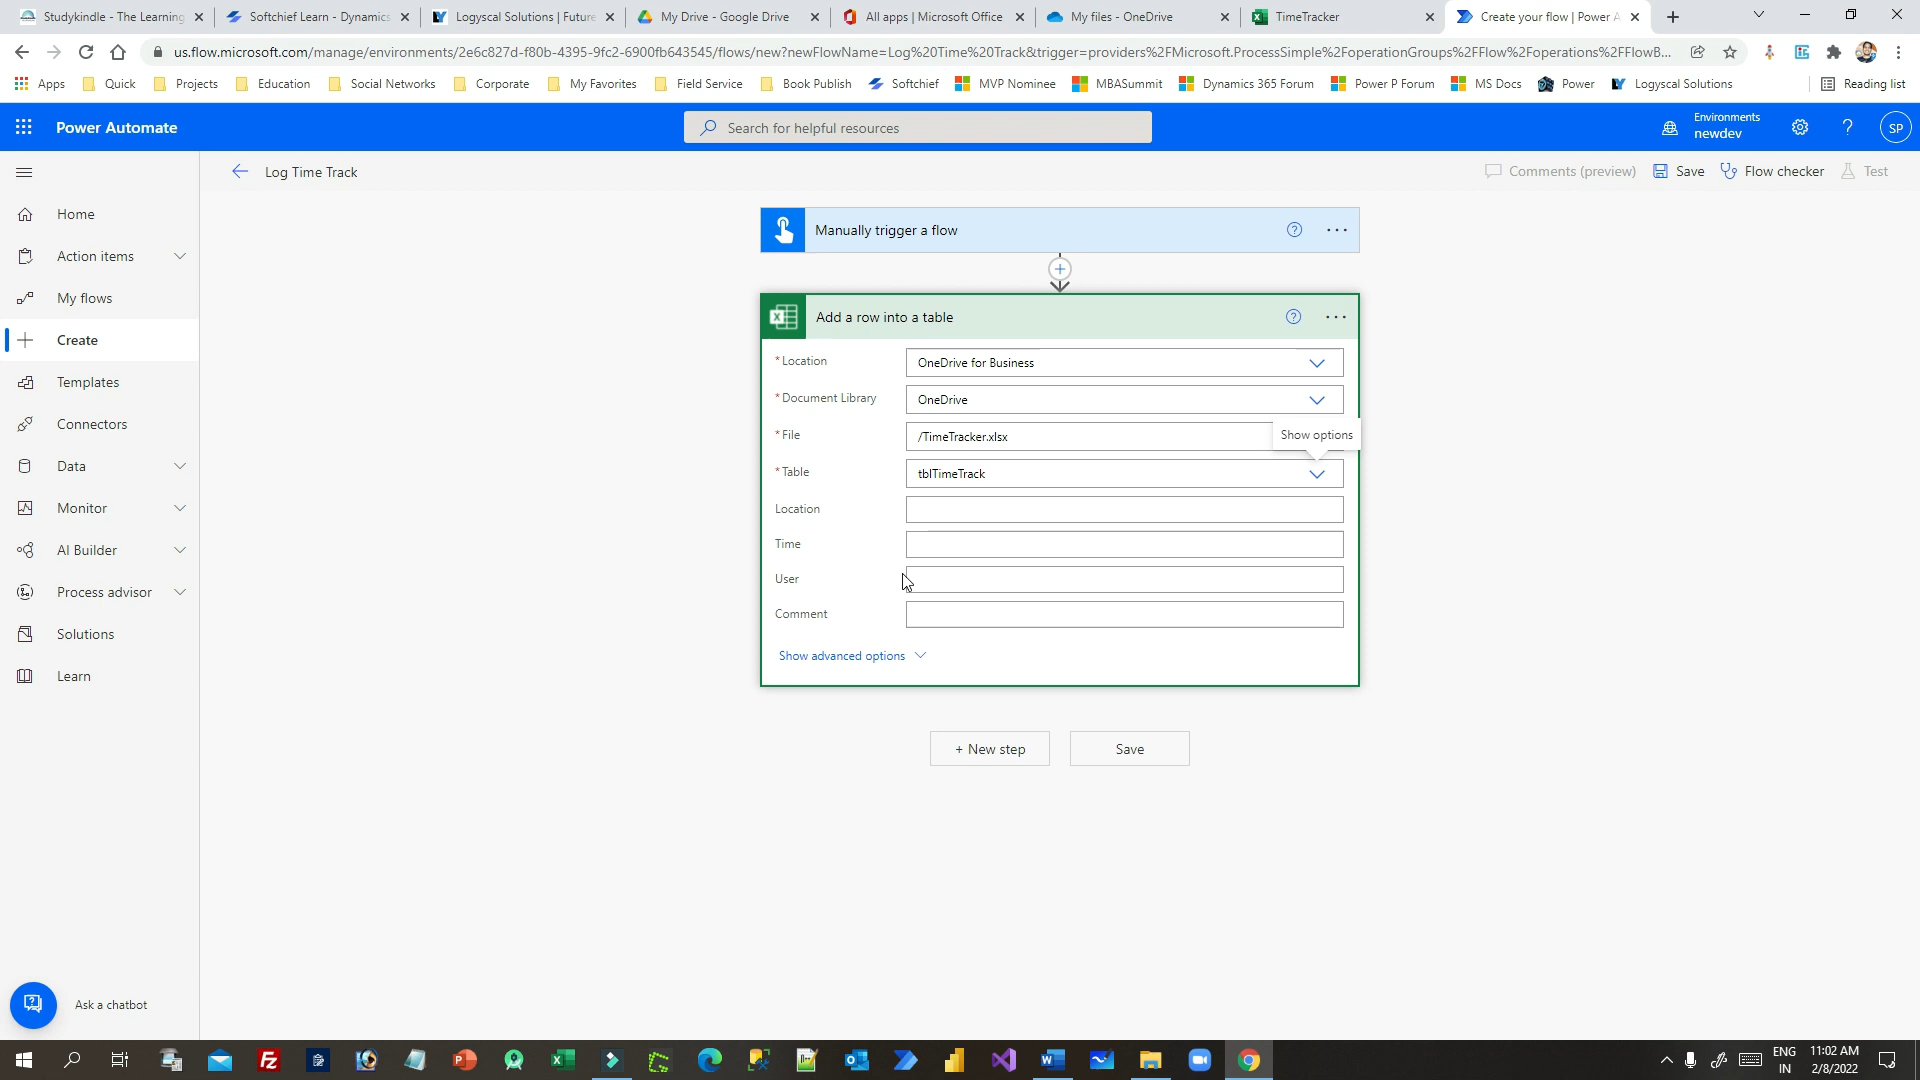 Studykindle - The Learning
Softchief Learn - Dynamics
Logyscal Solutions | Future
My Drive - Google Drive
All apps | Microsoft Office
My files - OneDrive
TimeTracker
Create your flow | Power A
us.flow.microsoft.com/manage/environments/2e6c827d-f80b-4395-9fc2-6900fb643545/flows/new?newFlowName=Log%20Time%20Track&trigger=providers%2FMicrosoft.ProcessSimple%2FoperationGroups%2FFlow%2Foperations%2FFlowB...
Apps
Quick
Projects
Education
Social Networks
Corporate
My Favorites
Field Service
Book Publish
Softchief
MVP Nominee
MBASummit
Dynamics 365 Forum
Power P Forum
MS Docs
Power
Logyscal Solutions
Reading list
Power Automate
Search for helpful resources
Environments
newdev
SP
Log Time Track
Comments (preview)
Save
Flow checker
Test
Home
Action items
My flows
Create
Templates
Connectors
Data
Monitor
AI Builder
Process advisor
Solutions
Learn
Ask a chatbot
Manually trigger a flow
Add a row into a table
* Location
OneDrive for Business
* Document Library
OneDrive
* File
/TimeTracker.xlsx
Show options
* Table
tblTimeTrack
Location
Time
User
Comment
Show advanced options
+ New step
Save
ENG
IN
11:02 AM
2/8/2022